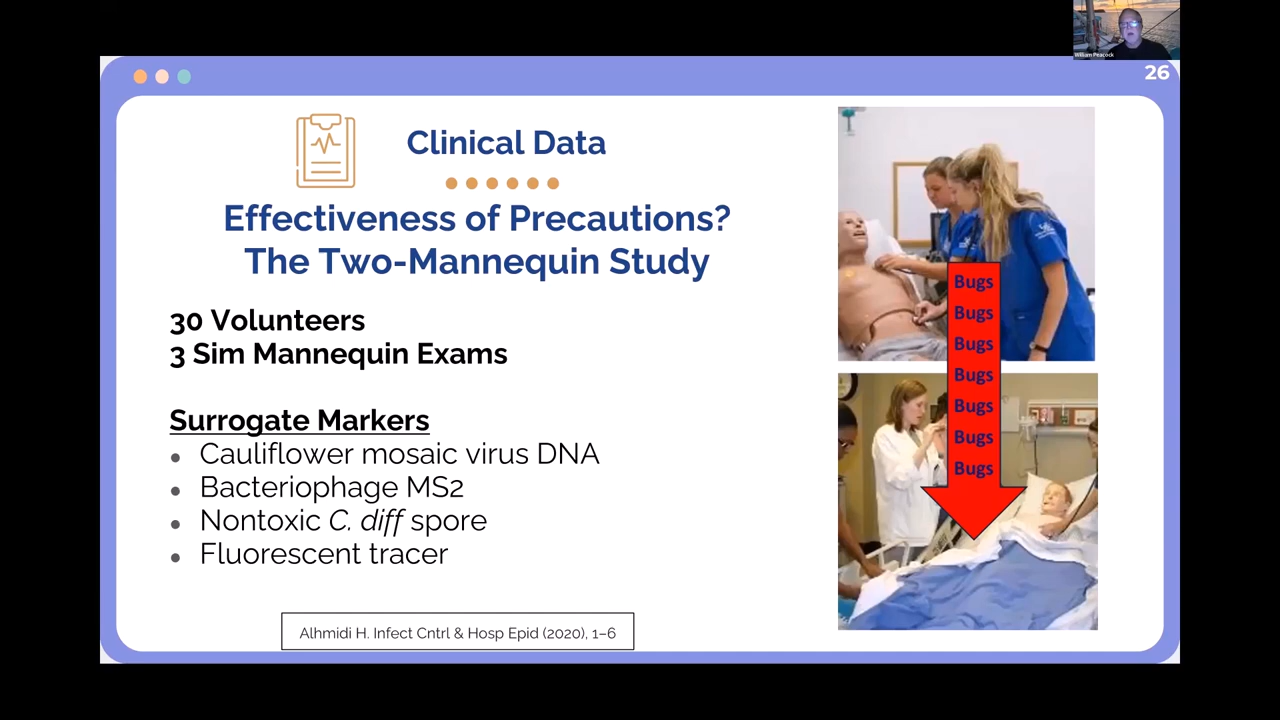 William Peacock
26
Clinical Data
Effectiveness of Precautions?
The Two-Mannequin Study
30 Volunteers
3 Sim Mannequin Exams
Surrogate Markers
Cauliflower mosaic virus DNA
Bacteriophage MS2
Nontoxic C. diff spore
Fluorescent tracer
Alhmidi H. Infect Cntrl & Hosp Epid (2020), 1–6
Bugs
Bugs
Bugs
Bugs
Bugs
Bugs
Bugs